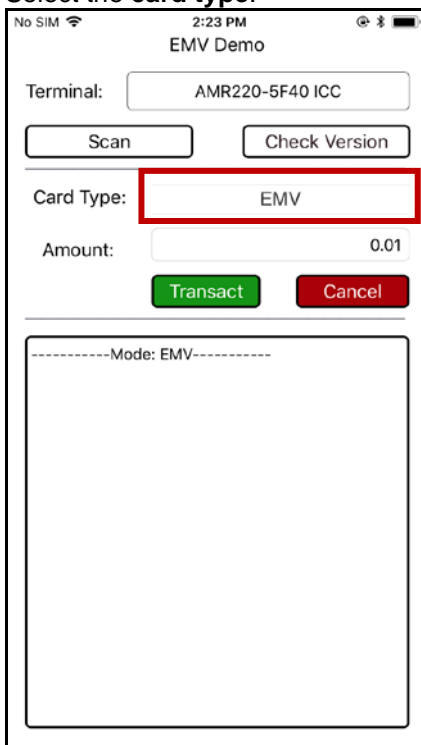 Select the card type.
No SIM 2:23 PM
EMV Demo
Terminal: AMR220-5F40 ICC
Scan Check Version
Card Type: EMV
Amount: 0.01
Transact Cancel
-----------Mode: EMV-----------